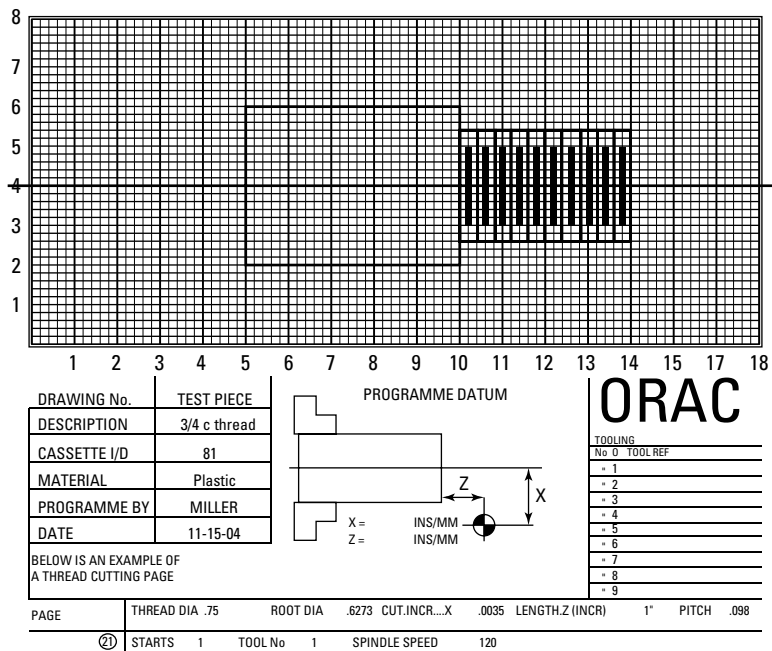 8
7
6
5
4
3
2
1
1 2 3 4 5 6 7 8 9 10 11 12 13 14 15 17 18
DRAWING No. TEST PIECE
DESCRIPTION 3/4 c thread
CASSETTE I/D 81
MATERIAL Plastic
PROGRAMME BY MILLER
DATE 11-15-04
BELOW IS AN EXAMPLE OF
A THREAD CUTTING PAGE
PROGRAMME DATUM
Z
X
X = INS/MM
Z = INS/MM
ORAC
TOOLING
No 0 TOOL REF
" 1
" 2
" 3
" 4
" 5
" 6
" 7
" 8
" 9
PAGE THREAD DIA .75 ROOT DIA .6273 CUT.INCR....X .0035 LENGTH.Z (INCR) 1" PITCH .098
21 STARTS 1 TOOL No 1 SPINDLE SPEED 120